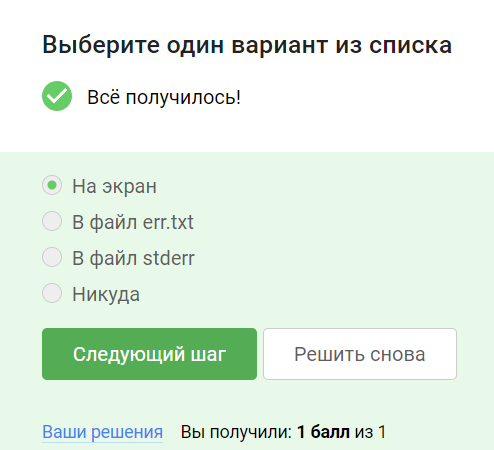 Выберите один вариант из списка
Всё получилось!
На экран
В файл err.txt
В файл stderr
Никуда
Следующий шаг
Решить снова
Ваши решения Вы получили: 1 балл из 1